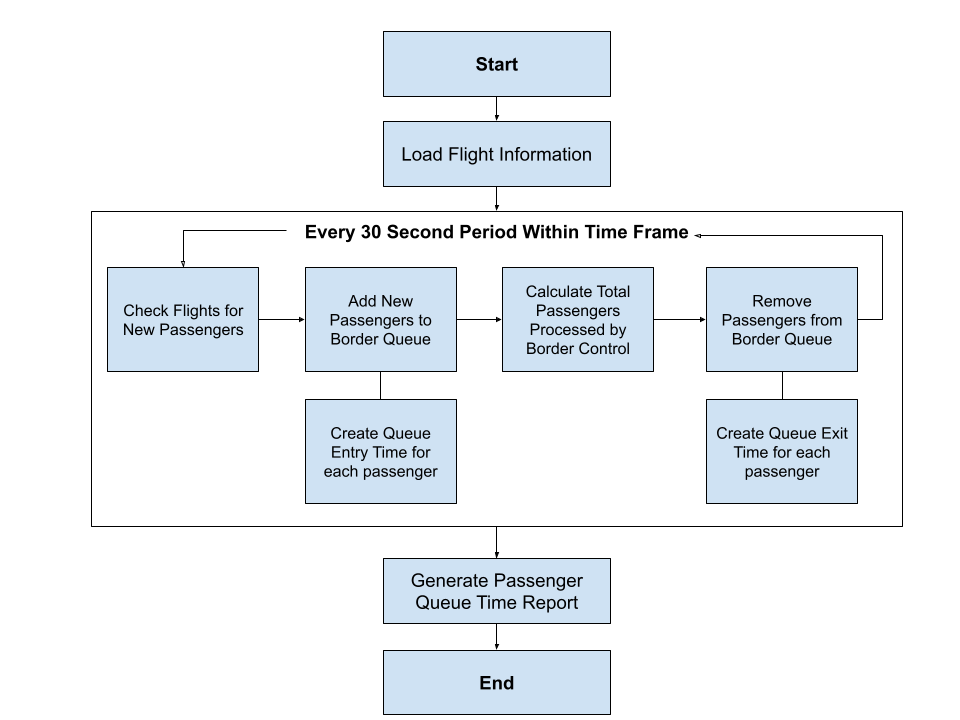 Start
Load Flight Information
Every 30 Second Period Within Time Frame
Check Flights for
New Passengers
Add New
Passengers to
Border Queue
Calculate Total
Passengers
Processed by
Border Control
Remove
Passengers from
Border Queue
Create Queue
Entry Time for
each passenger
Create Queue Exit
Time for each
passenger
Generate Passenger
Queue Time Report
End